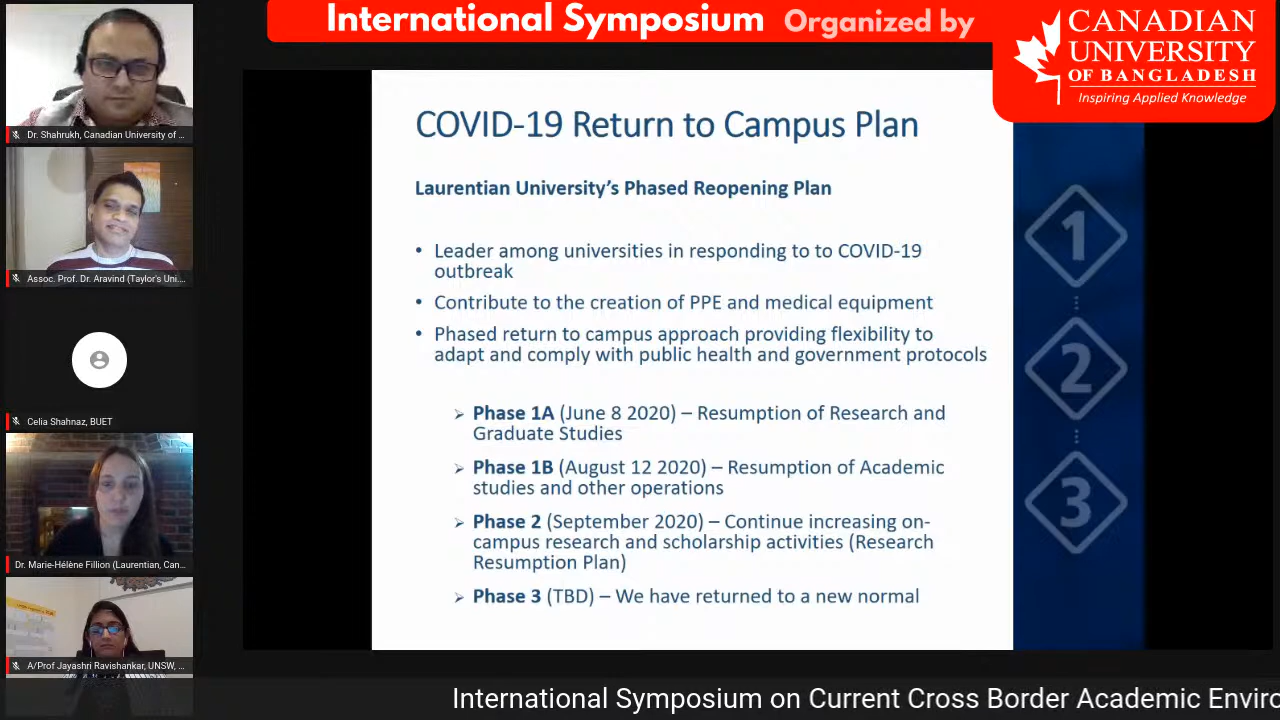 International Symposium Organized by
CANADIAN
UNIVERSITY
OF BANGLADESH
Inspiring Applied Knowledge
Dr. Shahrukh, Canadian University of ...
Assoc. Prof. Dr. Aravind (Taylor's Uni....
Celia Shahnaz, BUET
Dr. Marie-Hélène Fillion (Laurentian, Can...
A/Prof Jayashri Ravishankar, UNSW, ...
COVID-19 Return to Campus Plan
Laurentian University's Phased Reopening Plan
• Leader among universities in responding to to COVID-19
outbreak
• Contribute to the creation of PPE and medical equipment
• Phased return to campus approach providing flexibility to
adapt and comply with public health and government protocols
➢ Phase 1A (June 8 2020) – Resumption of Research and
Graduate Studies
➢ Phase 1B (August 12 2020) – Resumption of Academic
studies and other operations
➢ Phase 2 (September 2020) – Continue increasing on-
campus research and scholarship activities (Research
Resumption Plan)
➢ Phase 3 (TBD) – We have returned to a new normal
1
2
3
International Symposium on Current Cross Border Academic Enviro